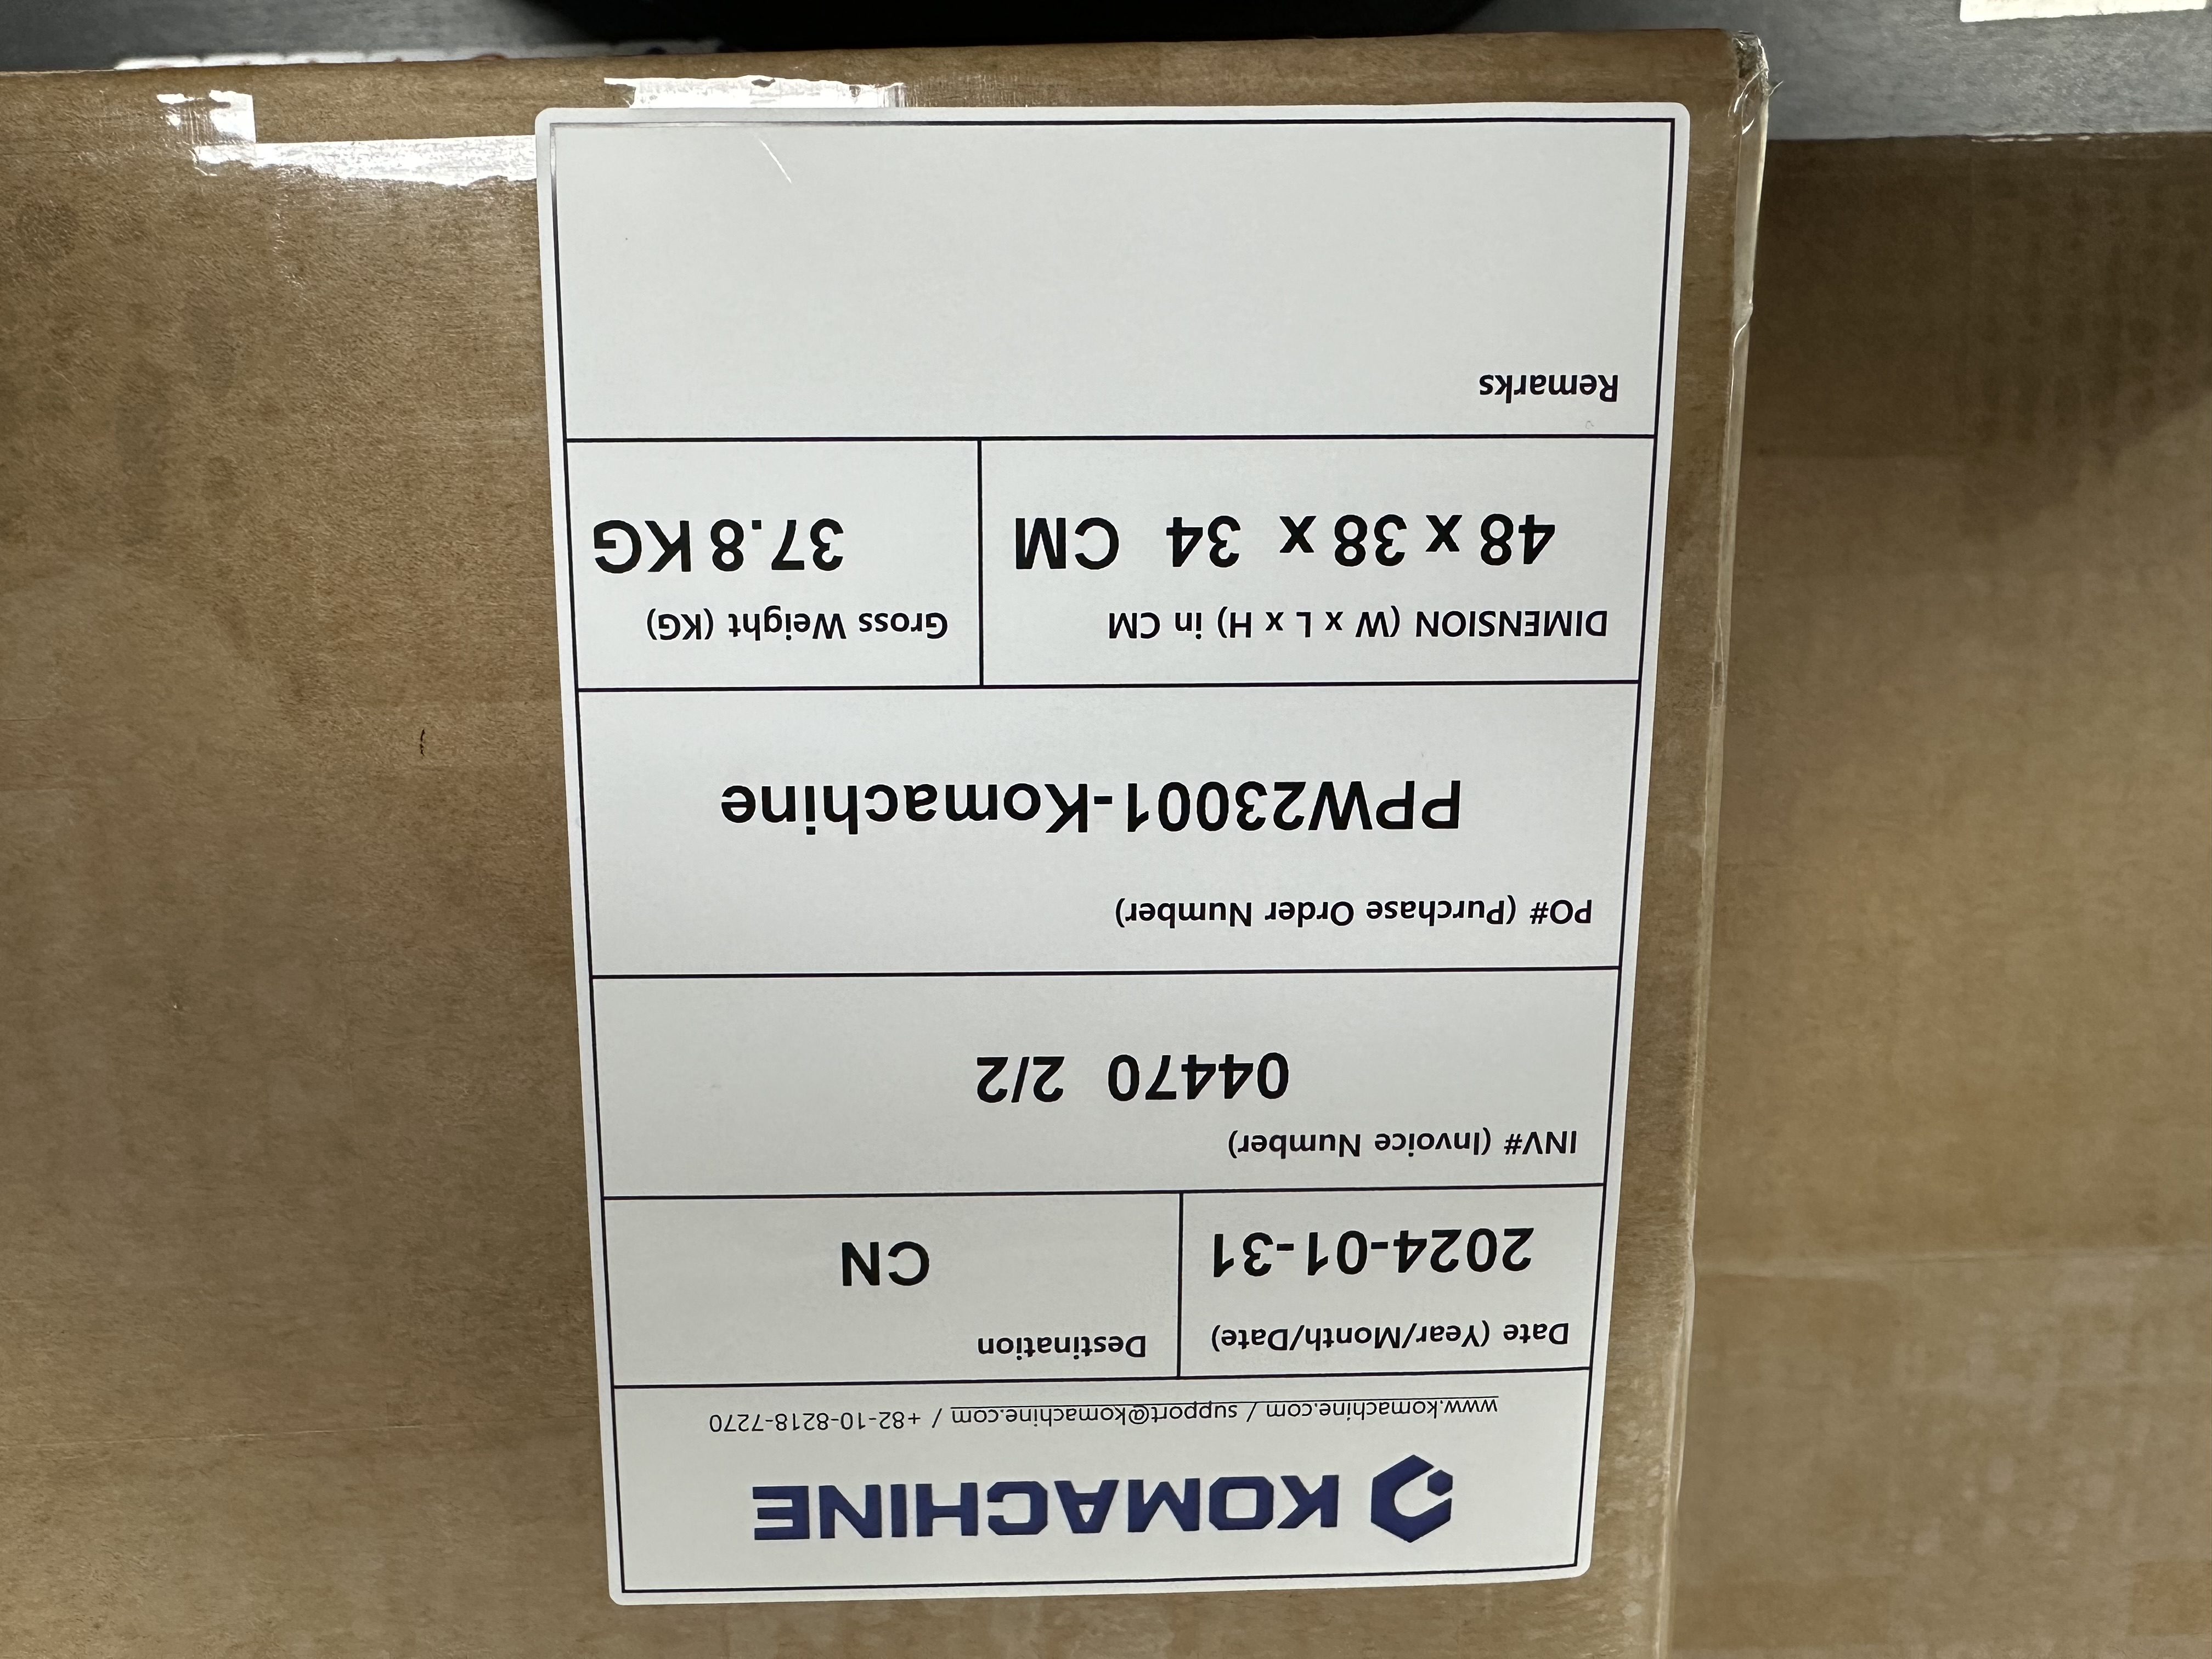 KOMACHINE
www.komachine.com / support@komachine.com / +82-10-8218-7270
Date (Year/Month/Date)
2024-01-31
Destination
CN
INV# (Invoice Number)
04470 2/2
PO# (Purchase Order Number)
PPW23001-Komachine
DIMENSION (W x L x H) in CM
48 x 38 x 34 CM
Gross Weight (KG)
37.8 KG
Remarks